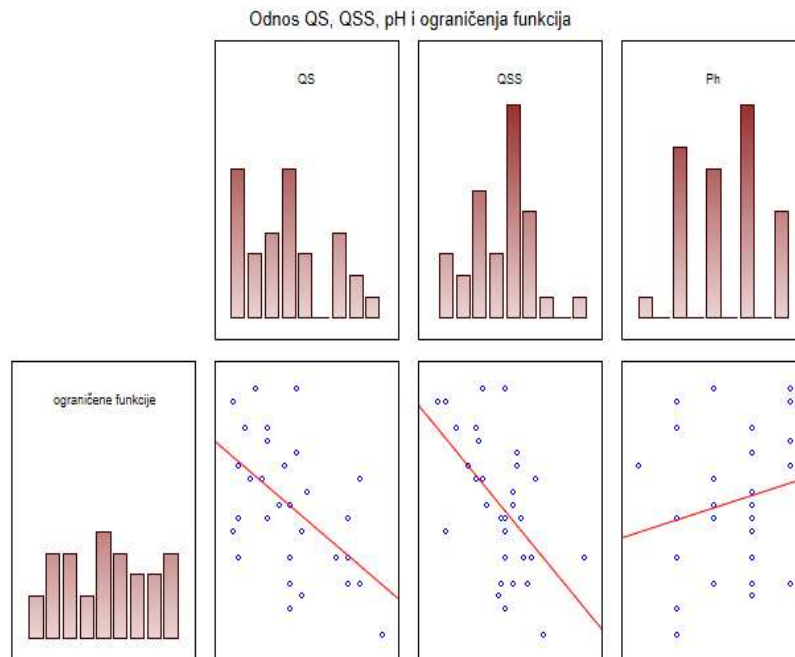 Odnos QS, QSS, pH i ograničenja funkcija
QS
QSS
Ph
ograničene funkcije